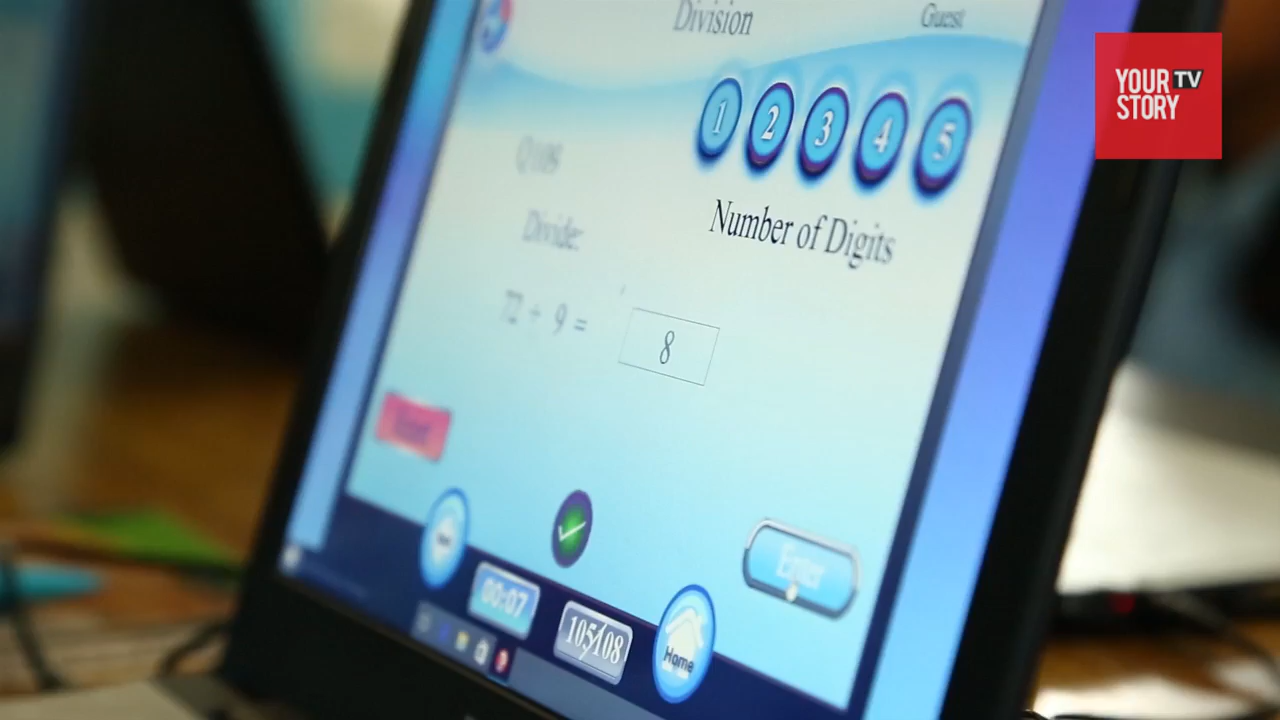 Division
Guest
1 2 3 4 5
Number of Digits
Divide:
72 ÷ 9 =
8
Enter
00:07
105/108
Home
YOUR TV
STORY